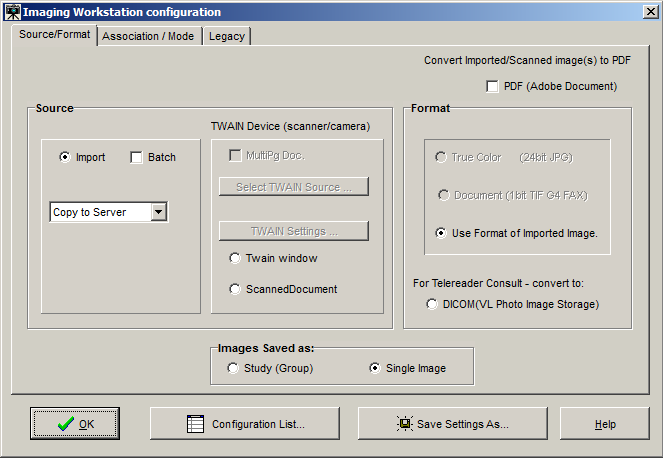 Imaging Workstation configuration
Source/Format
Association / Mode
Legacy
Convert Imported/Scanned image(s) to PDF
PDF (Adobe Document)
Source
Import
Batch
Copy to Server
TWAIN Device (scanner/camera)
MultiPg Doc.
Select TWAIN Source ...
TWAIN Settings ...
Twain window
ScannedDocument
Format
True Color (24bit JPG)
Document (1bit TIF G4 FAX)
Use Format of Imported Image.
For Telereader Consult - convert to:
DICOM(VL Photo Image Storage)
Images Saved as:
Study (Group)
Single Image
OK
Configuration List...
Save Settings As...
Help